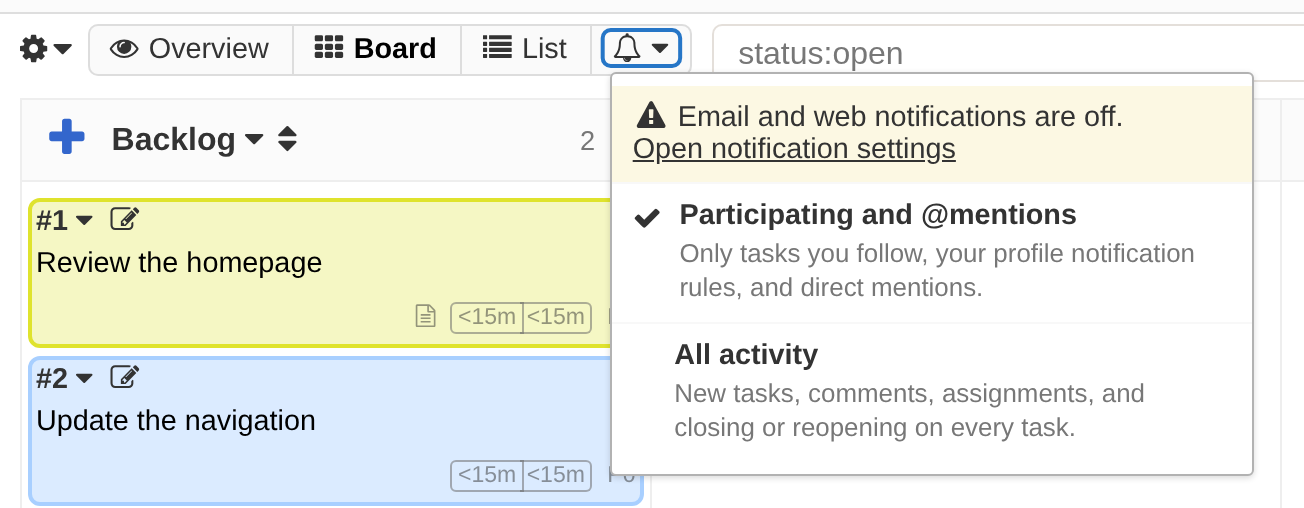 Overview
Board
List
status:open
Backlog
2
Email and web notifications are off.
Open notification settings
Participating and @mentions
Only tasks you follow, your profile notification
rules, and direct mentions.
All activity
New tasks, comments, assignments, and
closing or reopening on every task.
#1
Review the homepage
<15m <15m
#2
Update the navigation
<15m <15m